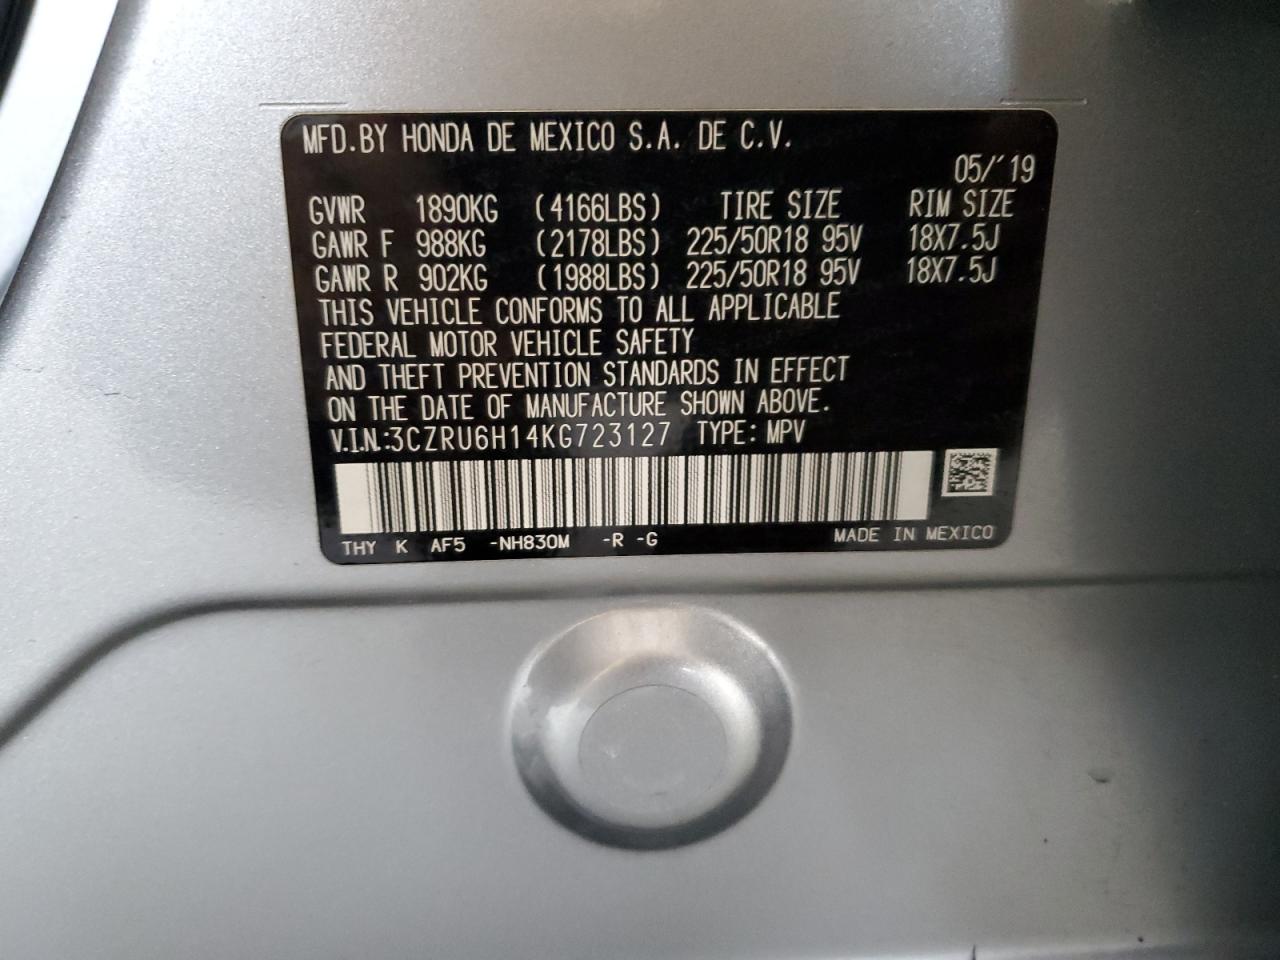 MFD.BY HONDA DE MEXICO S.A. DE C.V.
05/'19
GVWR 1890KG (4166LBS) TIRE SIZE RIM SIZE
GAWR F 988KG (2178LBS) 225/50R18 95V 18X7.5J
GAWR R 902KG (1988LBS) 225/50R18 95V 18X7.5J
THIS VEHICLE CONFORMS TO ALL APPLICABLE
FEDERAL MOTOR VEHICLE SAFETY
AND THEFT PREVENTION STANDARDS IN EFFECT
ON THE DATE OF MANUFACTURE SHOWN ABOVE.
V.I.N.:3CZRU6H14KG723127 TYPE: MPV
THY K AF5 -NH830M -R -G MADE IN MEXICO